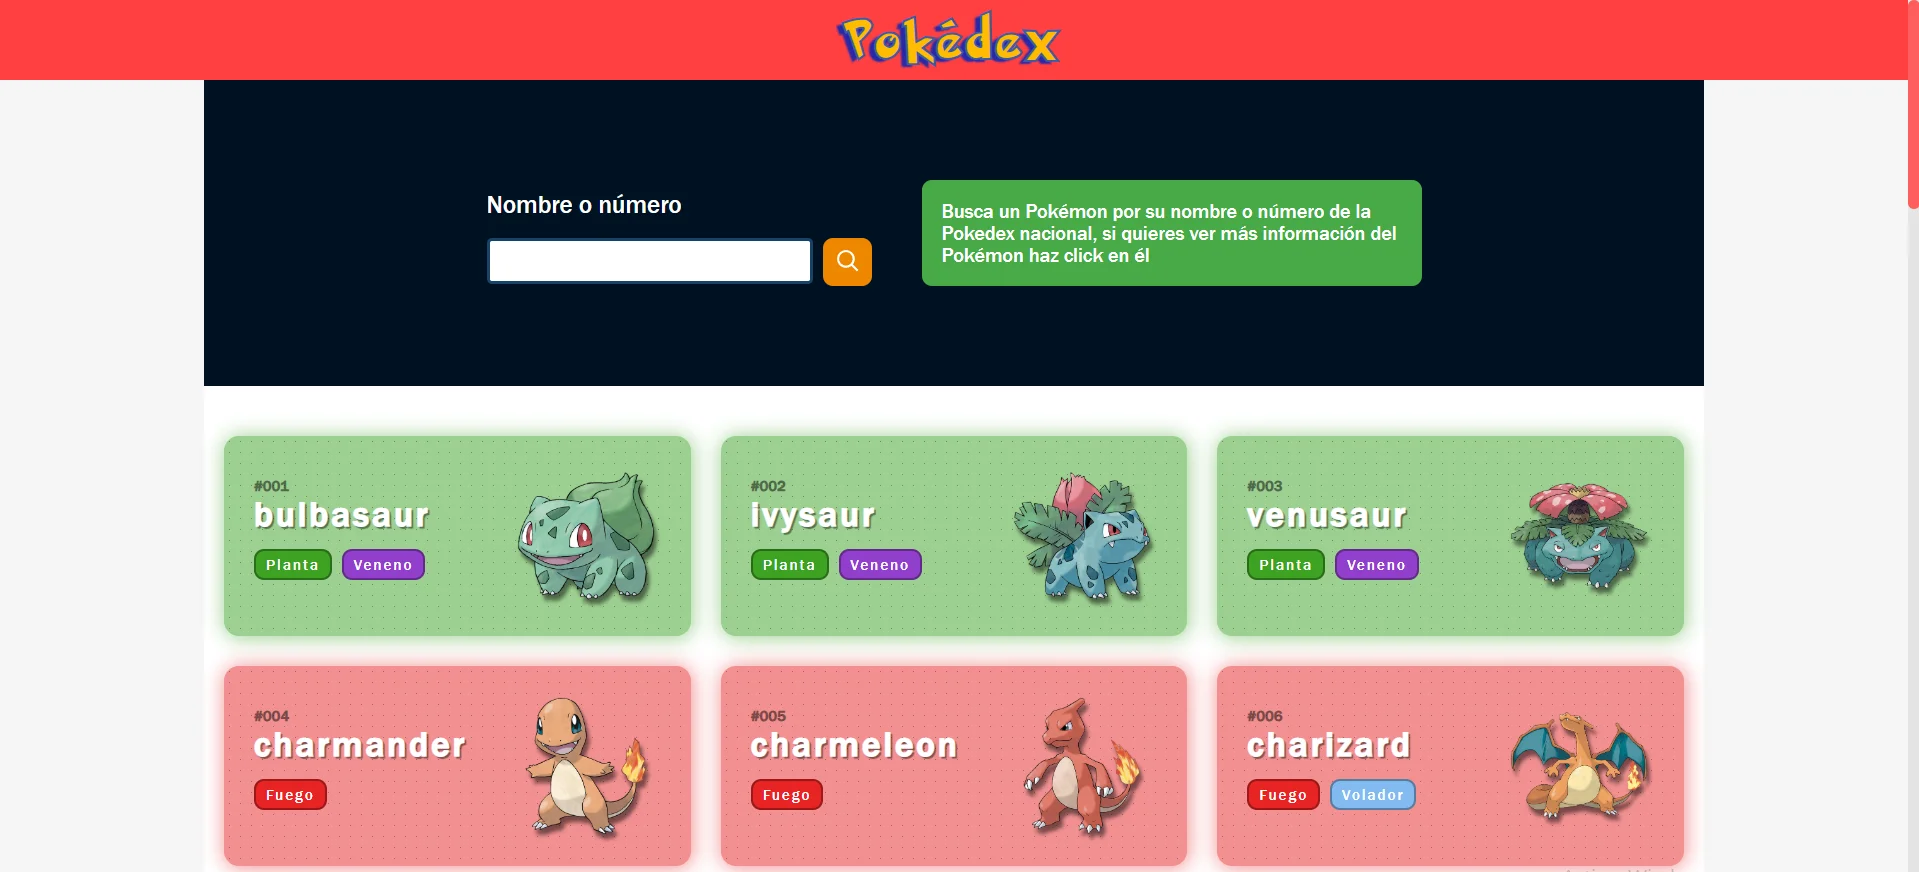 Pokédex
Nombre o número
Busca un Pokémon por su nombre o número de la
Pokedex nacional, si quieres ver más información del
Pokémon haz click en él
#001
bulbasaur
Planta Veneno
#002
ivysaur
Planta Veneno
#003
venusaur
Planta Veneno
#004
charmander
Fuego
#005
charmeleon
Fuego
#006
charizard
Fuego Volador